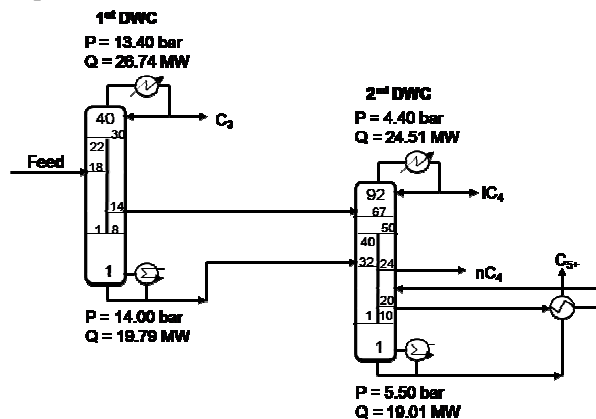 1st DWC
P = 13.40 bar
Q = 26.74 MW
40
30
22
18
14
1
8
1
Feed
C3
P = 14.00 bar
Q = 19.79 MW
2nd DWC
P = 4.40 bar
Q = 24.51 MW
92
67
50
40
32
24
20
1
10
1
iC4
nC4
C5+
P = 5.50 bar
Q = 19.01 MW